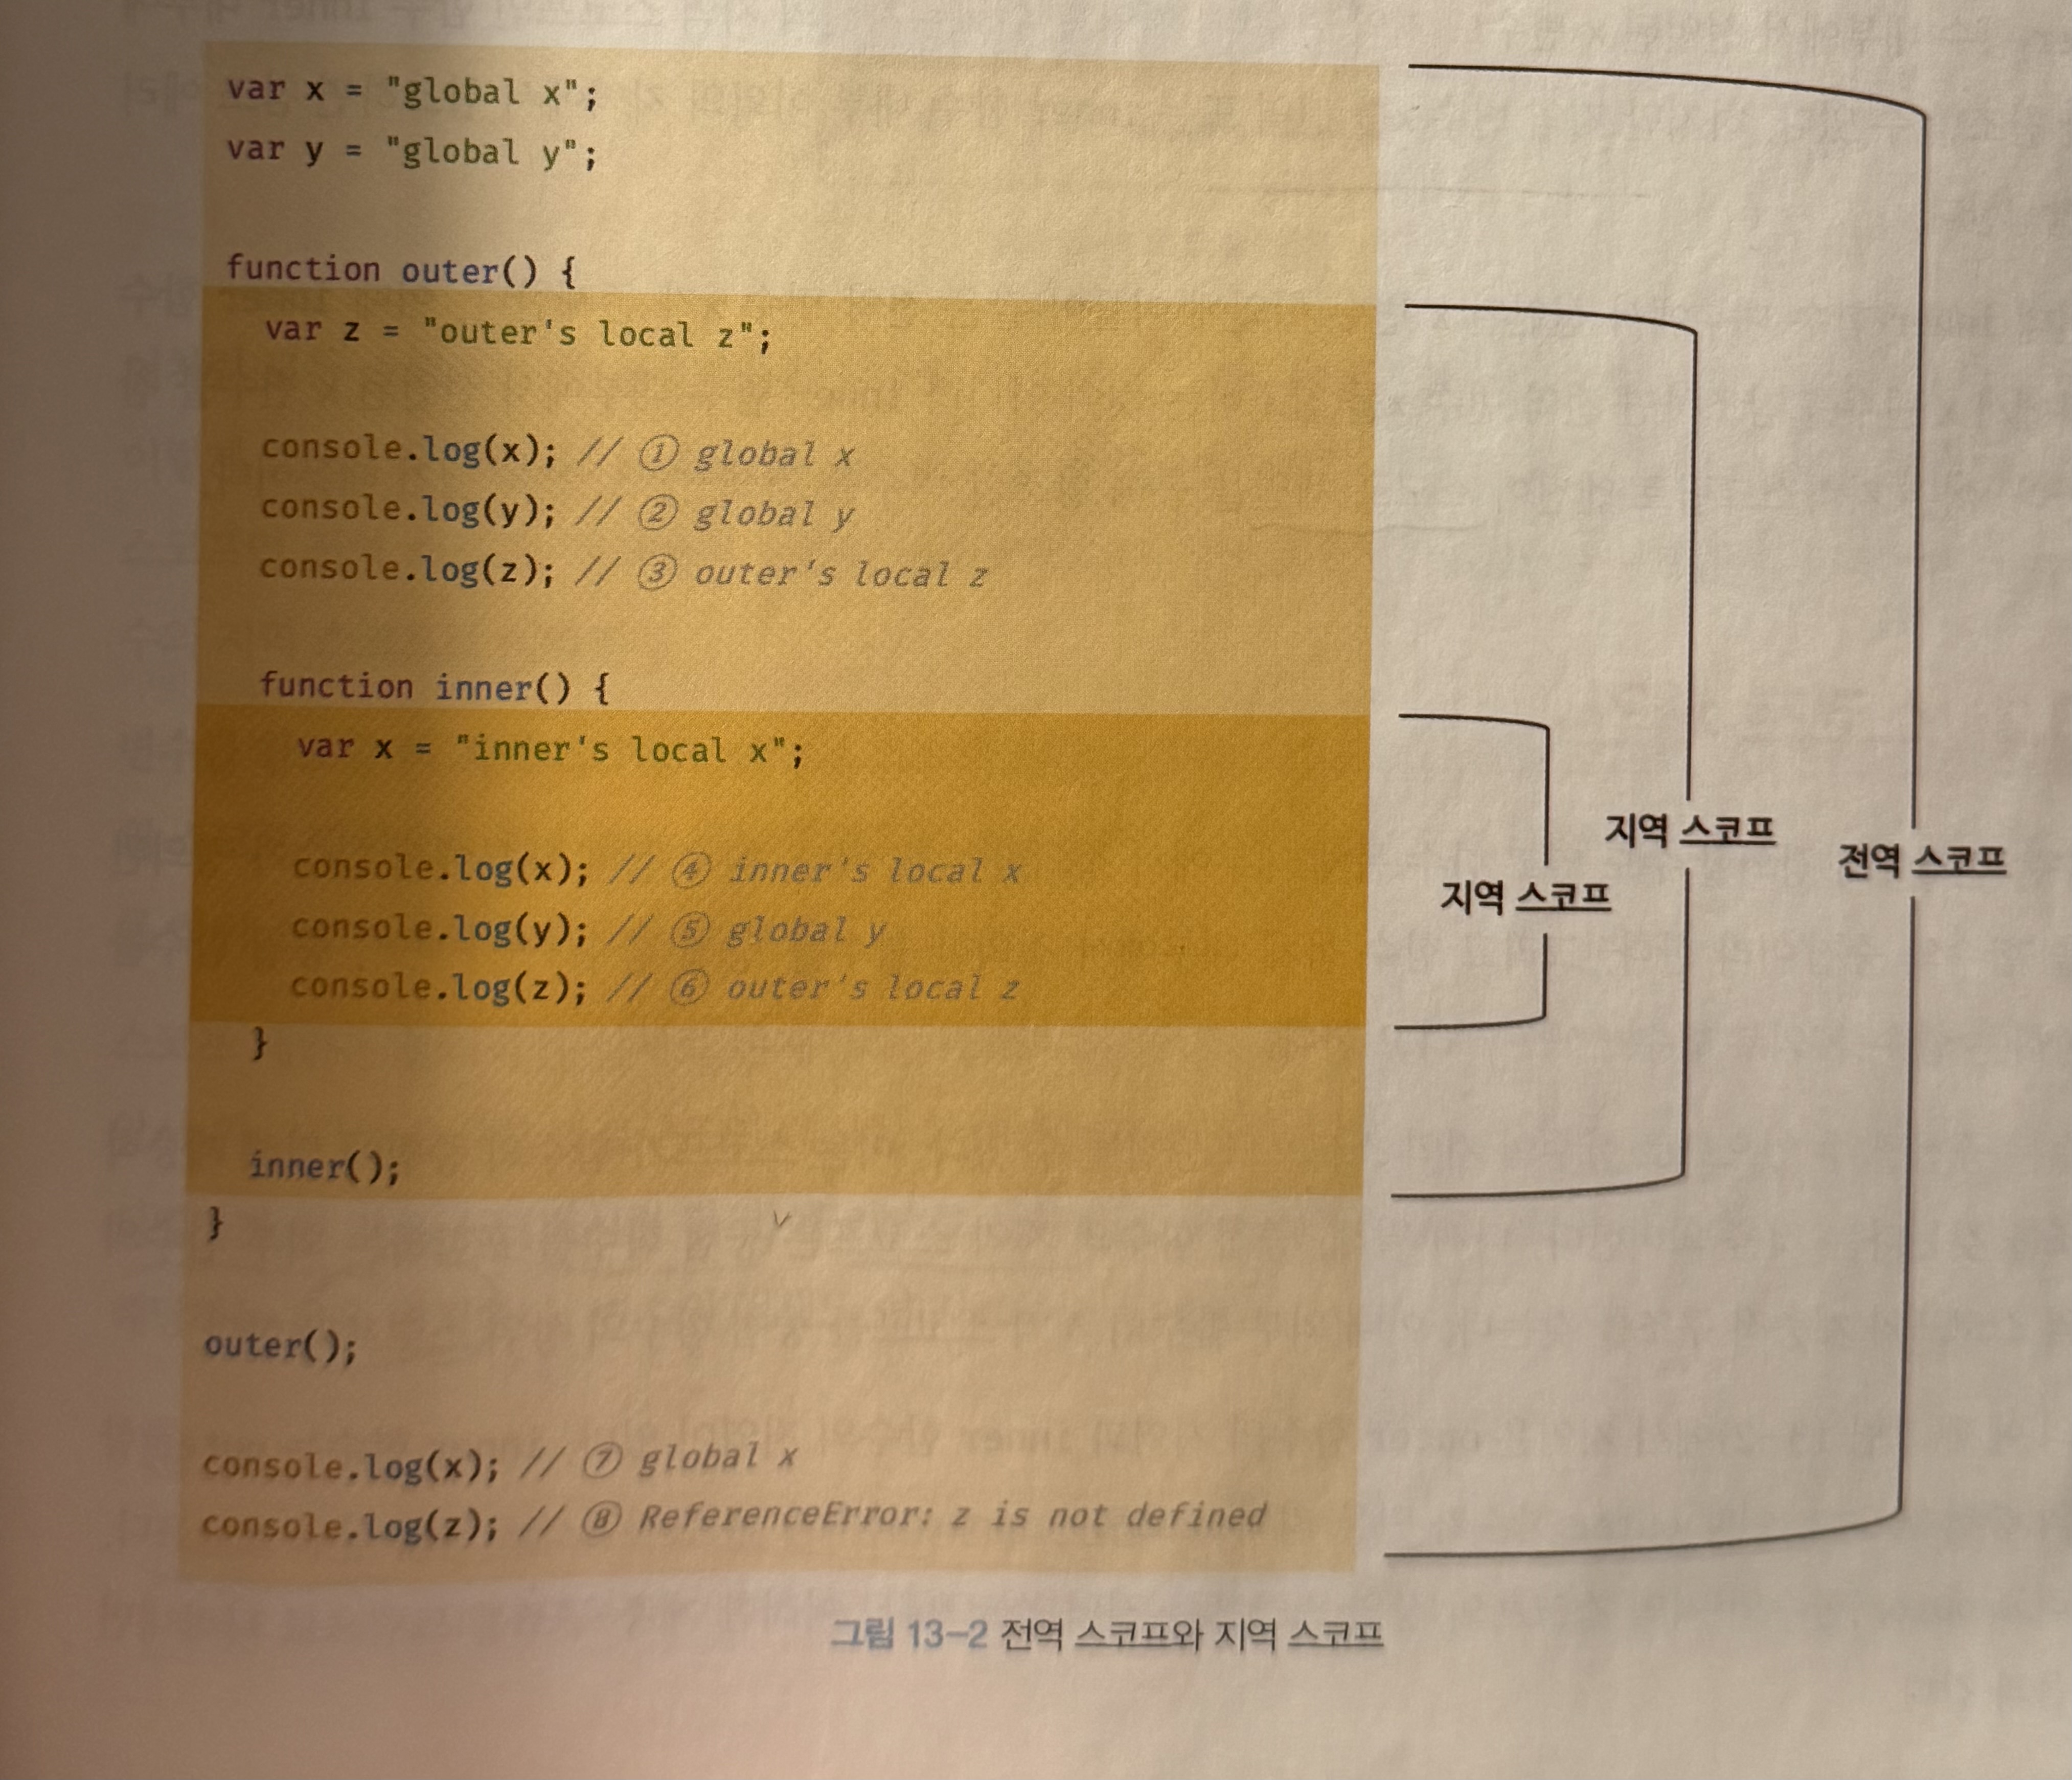 var x = "global x";
var y = "global y";
function outer() {
var z = "outer's local z";
console.log(x); // ① global x
console.log(y); // ② global y
console.log(z); // ③ outer's local z
function inner() {
var x = "inner's local x";
console.log(x); // ④ inner's local x
console.log(y); // ⑤ global y
console.log(z); // ⑥ outer's local z
}
inner();
}
outer();
console.log(x); // ⑦ global x
console.log(z); // ⑧ ReferenceError: z is not defined
지역 스코프
지역 스코프
전역 스코프
그림 13-2 전역 스코프와 지역 스코프